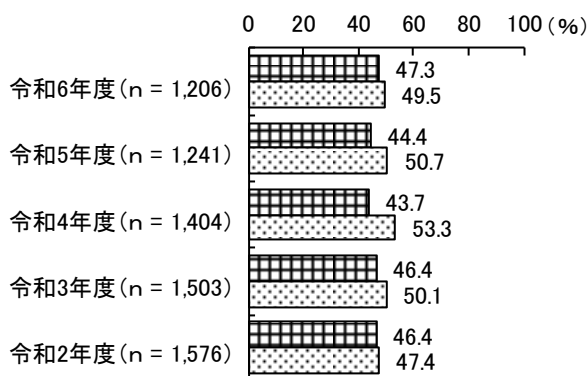 0 20 40 60 80 100 (%)
令和6年度(n = 1,206)
47.3
49.5
令和5年度(n = 1,241)
44.4
50.7
令和4年度(n = 1,404)
43.7
53.3
令和3年度(n = 1,503)
46.4
50.1
令和2年度(n = 1,576)
46.4
47.4